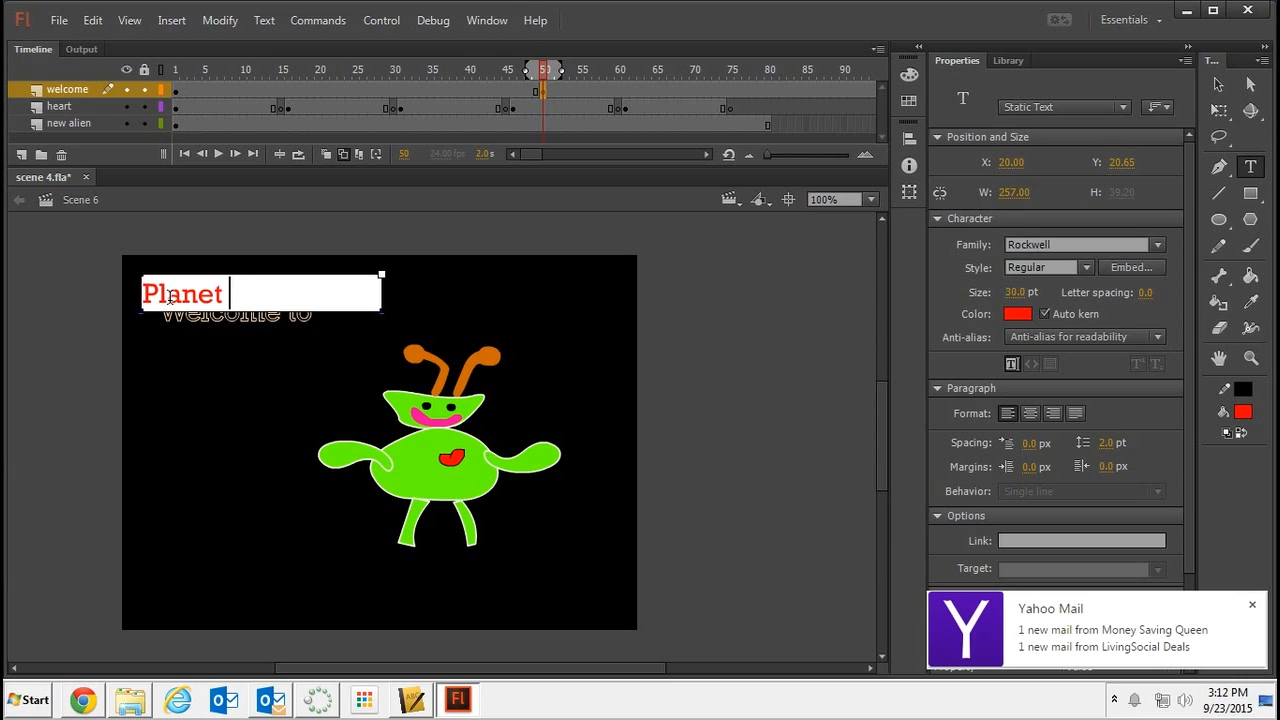 Fl File Edit View Insert Modify Text Commands Control Debug Window Help Essentials
Timeline Output
1 5 10 15 20 25 30 35 40 45 50 55 60 65 70 75 80 85 90
welcome
heart
new alien
50 24.00 fps 2.0 s
scene 4.fla*
Scene 6 100%
Planet
Welcome to
Properties Library T...
T Static Text
Position and Size
X: 20.00 Y: 20.65
W: 257.00 H: 39.20
Character
Family: Rockwell
Style: Regular Embed...
Size: 30.0 pt Letter spacing: 0.0
Color: Auto kern
Anti-alias: Anti-alias for readability
Paragraph
Format:
Spacing: 0.0 px 2.0 pt
Margins: 0.0 px 0.0 px
Behavior: Single line
Options
Link:
Target:
Yahoo Mail
1 new mail from Money Saving Queen
1 new mail from LivingSocial Deals
Start
3:12 PM
9/23/2015